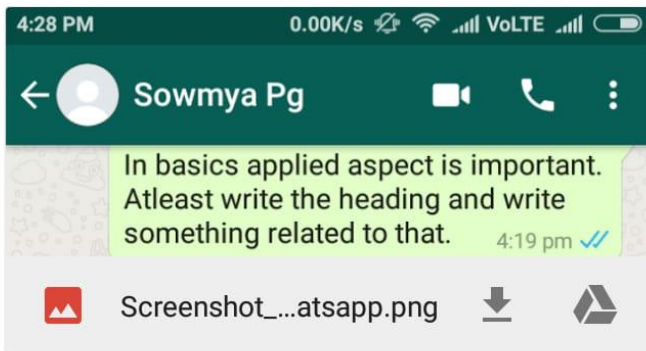 4:28 PM 0.00K/s VoLTE
Sowmya Pg
In basics applied aspect is important.
Atleast write the heading and write
something related to that. 4:19 pm
Screenshot_...atsapp.png